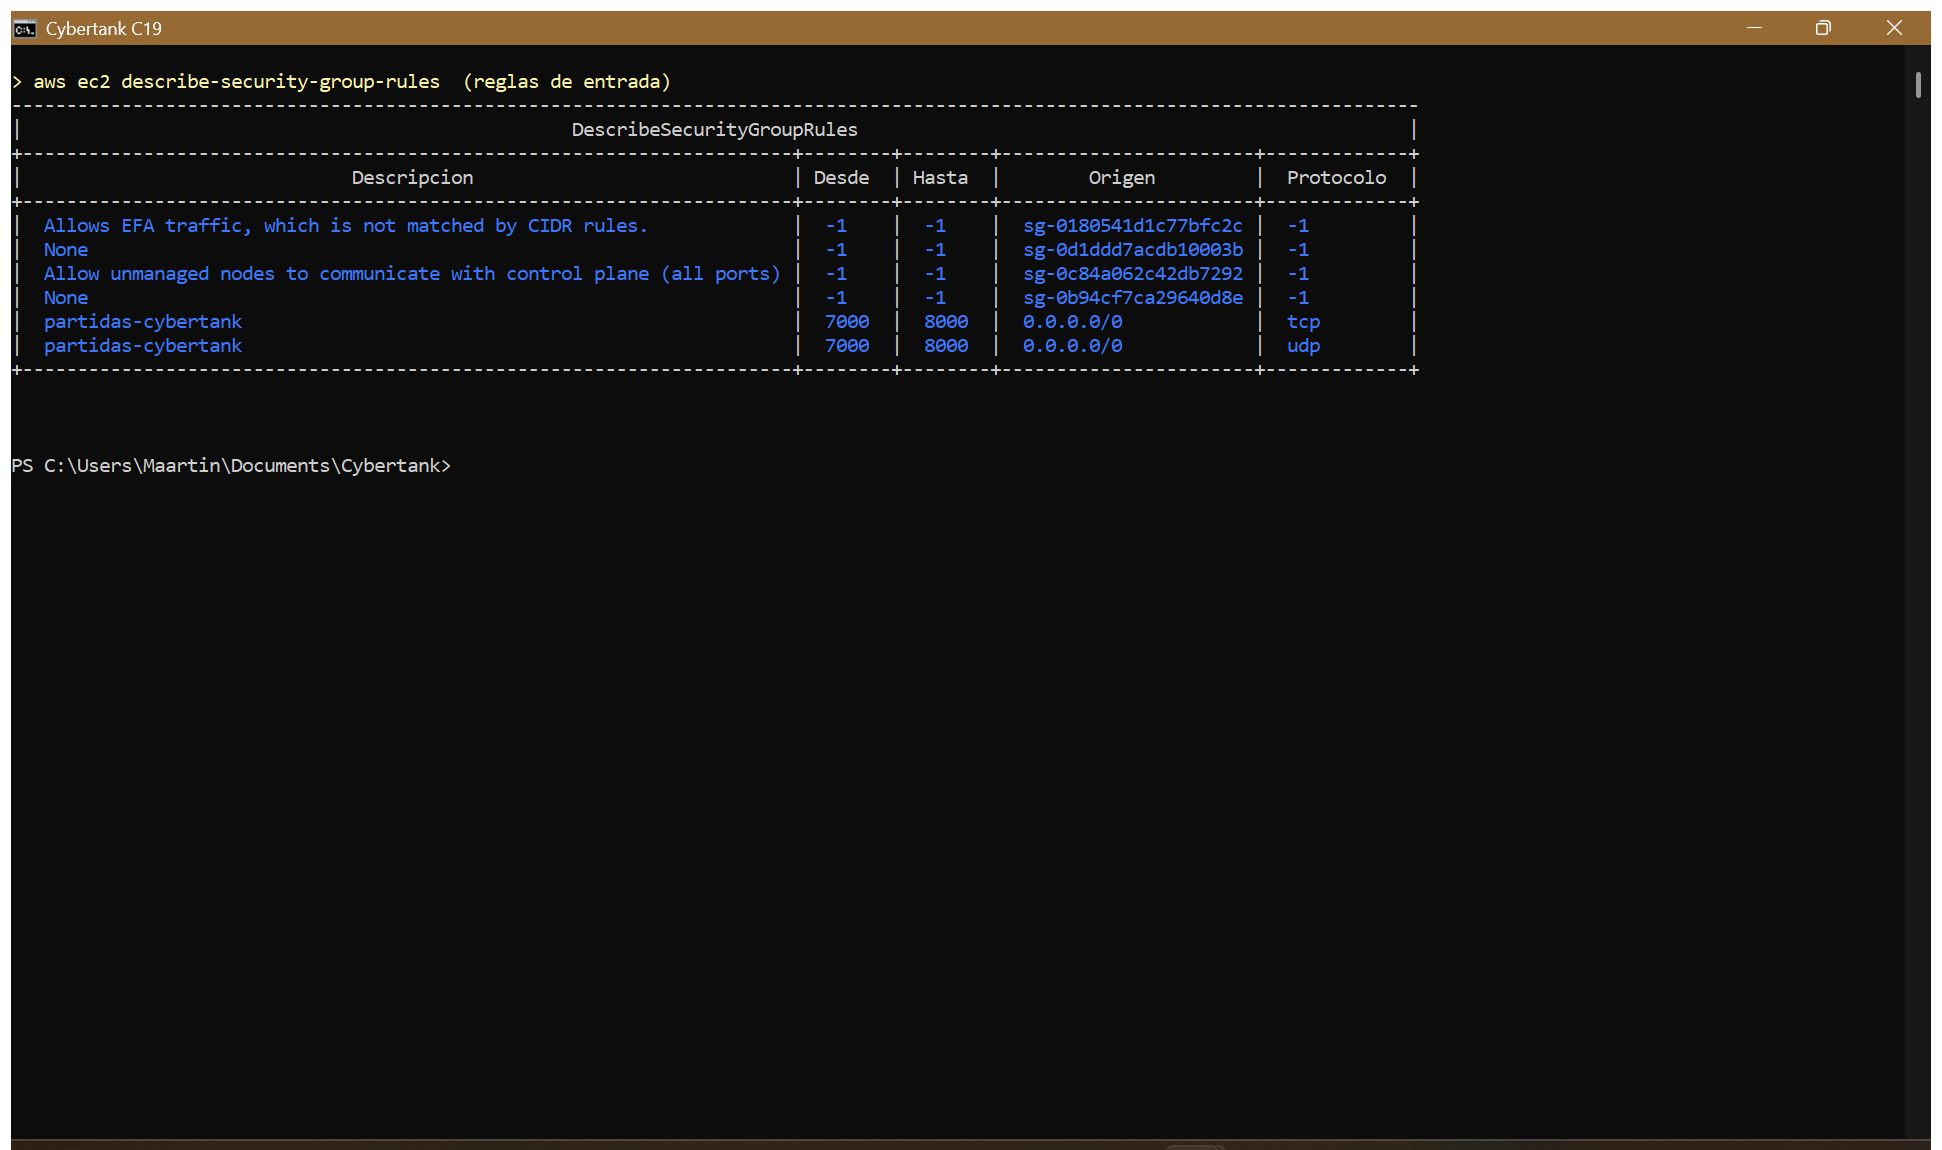 Cybertank C19
> aws ec2 describe-security-group-rules  (reglas de entrada)
DescribeSecurityGroupRules
Descripcion | Desde | Hasta | Origen | Protocolo
Allows EFA traffic, which is not matched by CIDR rules. | -1 | -1 | sg-0180541d1c77bfc2c | -1
None | -1 | -1 | sg-0d1ddd7acdb10003b | -1
Allow unmanaged nodes to communicate with control plane (all ports) | -1 | -1 | sg-0c84a062c42db7292 | -1
None | -1 | -1 | sg-0b94cf7ca29640d8e | -1
partidas-cybertank | 7000 | 8000 | 0.0.0.0/0 | tcp
partidas-cybertank | 7000 | 8000 | 0.0.0.0/0 | udp
PS C:\Users\Maartin\Documents\Cybertank>